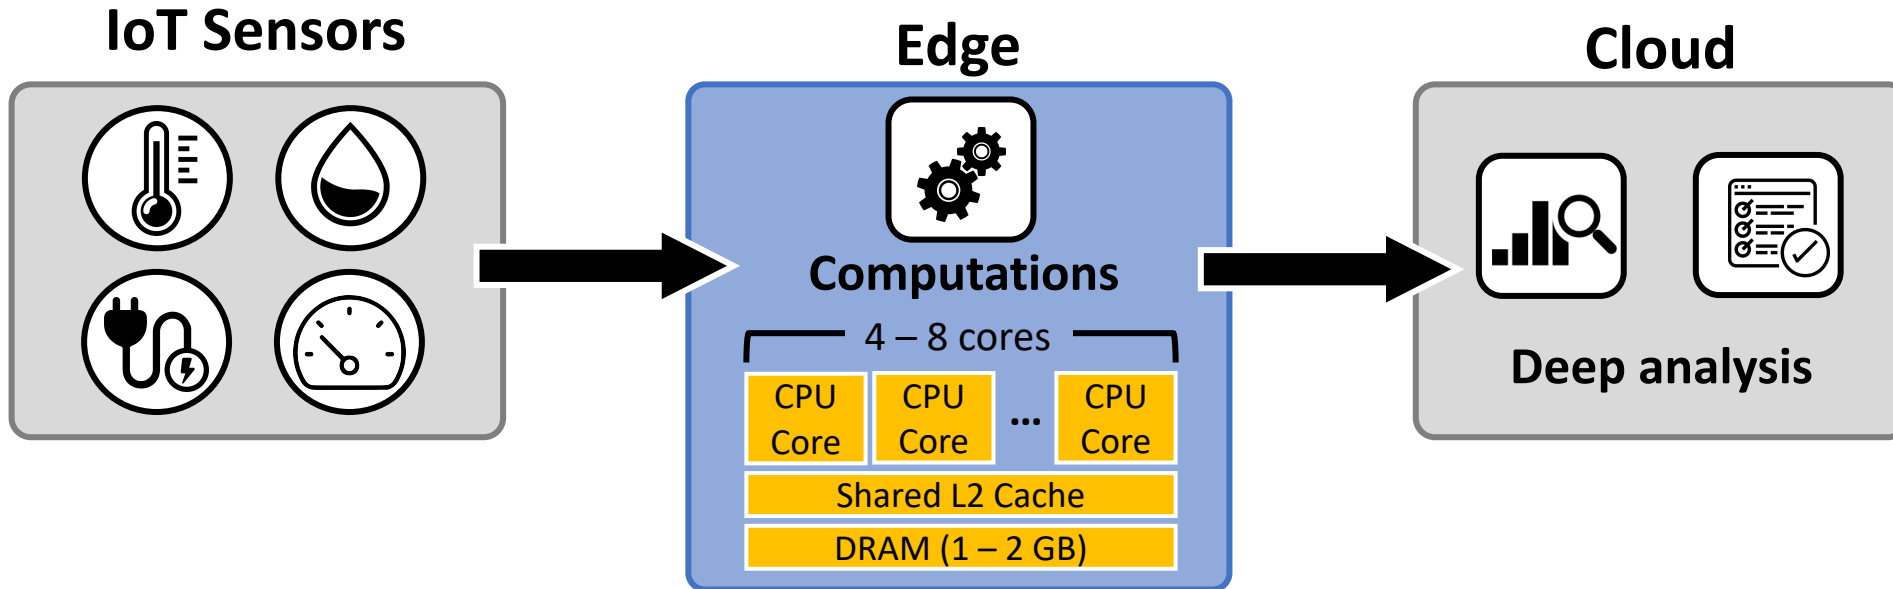 IoT Sensors
Edge
Cloud
Computations
4 – 8 cores
CPU
Core
CPU
Core
...
CPU
Core
Shared L2 Cache
DRAM (1 – 2 GB)
Deep analysis